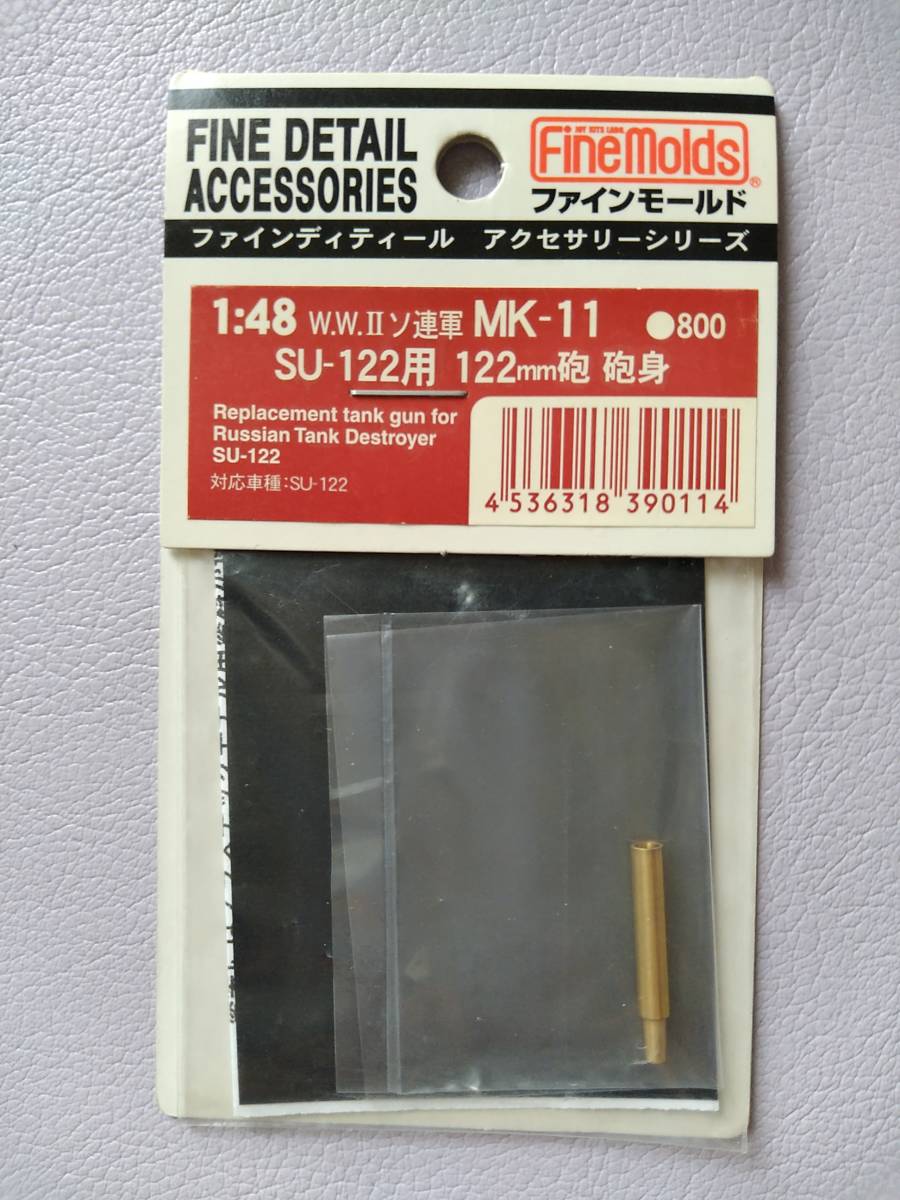 FINE DETAIL
ACCESSORIES
FineMolds®
ファインモールド
ファインディティール アクセサリーシリーズ
1:48 W.W.II ソ連軍 MK-11 ●800
SU-122用 122mm砲 砲身
Replacement tank gun for
Russian Tank Destroyer
SU-122
対応車種:SU-122
4 536318 390114